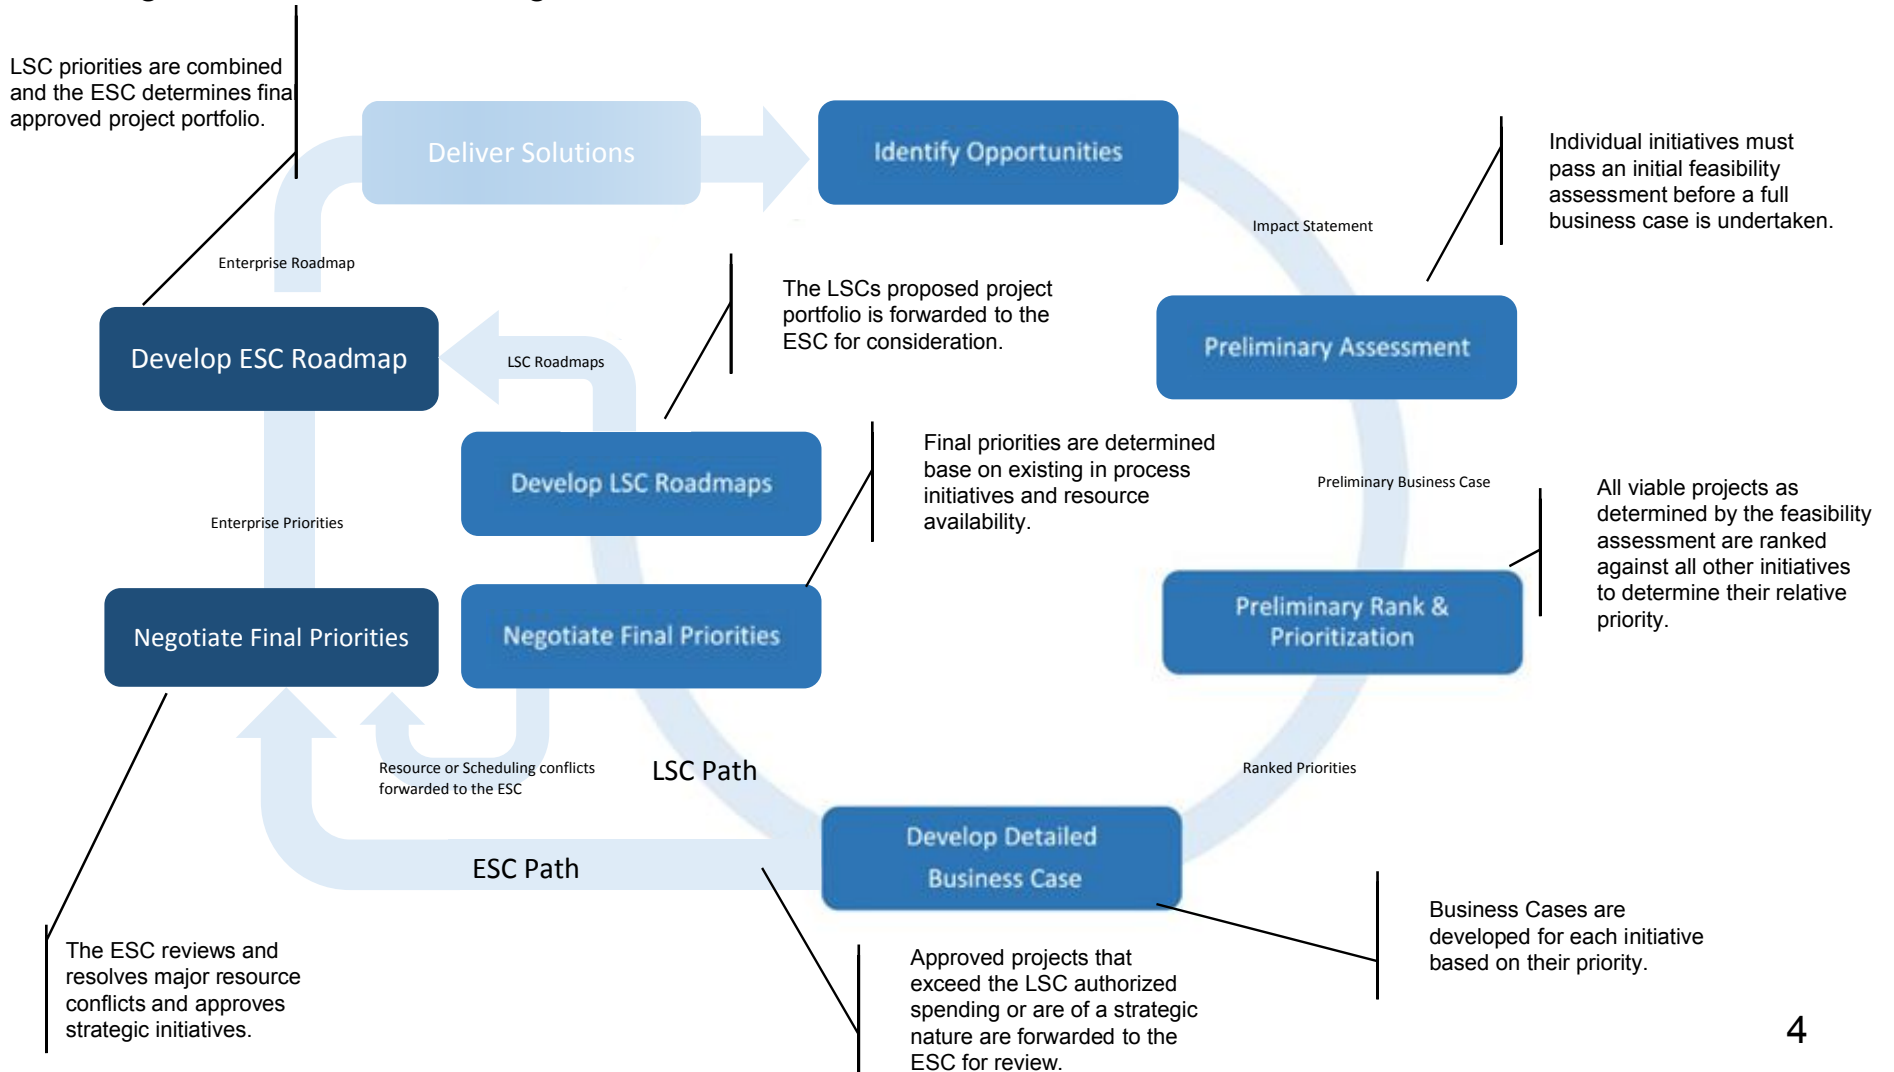 LSC priorities are combined
and the ESC determines final
approved project portfolio.
Deliver Solutions
Identify Opportunities
Individual initiatives must
pass an initial feasibility
assessment before a full
business case is undertaken.
Impact Statement
Enterprise Roadmap
The LSCs proposed project
portfolio is forwarded to the
ESC for consideration.
Develop ESC Roadmap
LSC Roadmaps
Preliminary Assessment
Final priorities are determined
base on existing in process
initiatives and resource
availability.
Develop LSC Roadmaps
Preliminary Business Case
All viable projects as
determined by the feasibility
assessment are ranked
against all other initiatives
to determine their relative
priority.
Enterprise Priorities
Negotiate Final Priorities
Negotiate Final Priorities
Preliminary Rank &
Prioritization
Resource or Scheduling conflicts
forwarded to the ESC
LSC Path
Ranked Priorities
ESC Path
Develop Detailed
Business Case
The ESC reviews and
resolves major resource
conflicts and approves
strategic initiatives.
Approved projects that
exceed the LSC authorized
spending or are of a strategic
nature are forwarded to the
ESC for review.
Business Cases are
developed for each initiative
based on their priority.
4